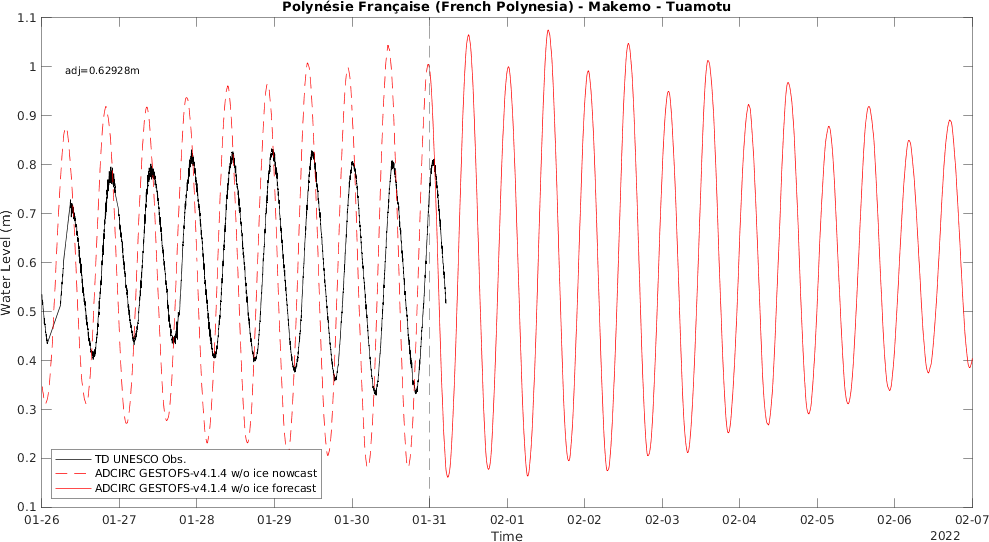 Polynésie Française (French Polynesia) - Makemo - Tuamotu
1.1
1
0.9
0.8
0.7
0.6
0.5
0.4
0.3
0.2
0.1
Water Level (m)
adj=0.62928m
TD UNESCO Obs.
ADCIRC GESTOFS-v4.1.4 w/o ice nowcast
ADCIRC GESTOFS-v4.1.4 w/o ice forecast
01-26 01-27 01-28 01-29 01-30 01-31 02-01 02-02 02-03 02-04 02-05 02-06 02-07
Time
2022